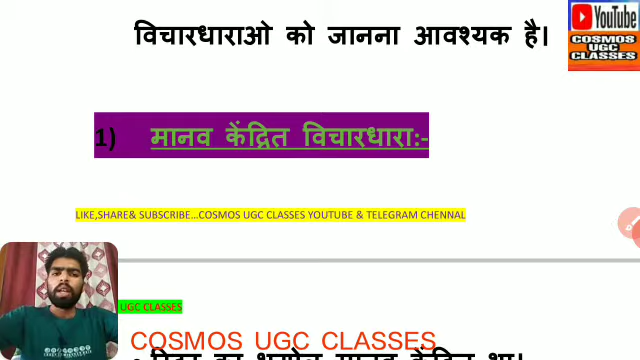 विचारधाराओ को जानना आवश्यक है।
YouTube
COSMOS
UGC
CLASSES
1) मानव केंद्रित विचारधारा:-
LIKE,SHARE& SUBSCRIBE...COSMOS UGC CLASSES YOUTUBE & TELEGRAM CHENNAL
UGC CLASSES
COSMOS UGC CLASSES
का भूगोल मानव केंद्रित था।